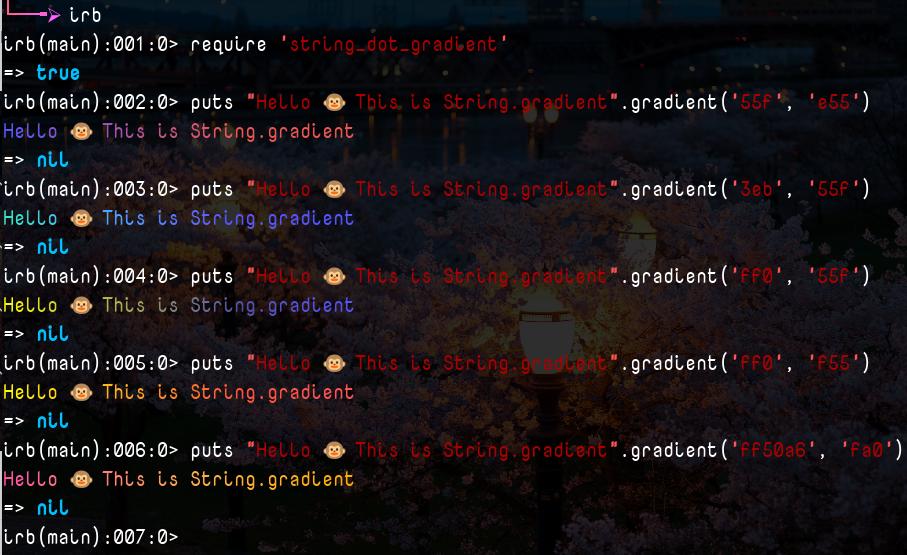 irb
irb(main):001:0> require 'string_dot_gradient'
=> true
irb(main):002:0> puts "Hello 🐵 This is String.gradient".gradient('55f', 'e55')
Hello 🐵 This is String.gradient
=> nil
irb(main):003:0> puts "Hello 🐵 This is String.gradient".gradient('3eb', '55f')
Hello 🐵 This is String.gradient
=> nil
irb(main):004:0> puts "Hello 🐵 This is String.gradient".gradient('ff0', '55f')
Hello 🐵 This is String.gradient
=> nil
irb(main):005:0> puts "Hello 🐵 This is String.gradient".gradient('ff0', 'f55')
Hello 🐵 This is String.gradient
=> nil
irb(main):006:0> puts "Hello 🐵 This is String.gradient".gradient('ff50a6', 'fa0')
Hello 🐵 This is String.gradient
=> nil
irb(main):007:0>